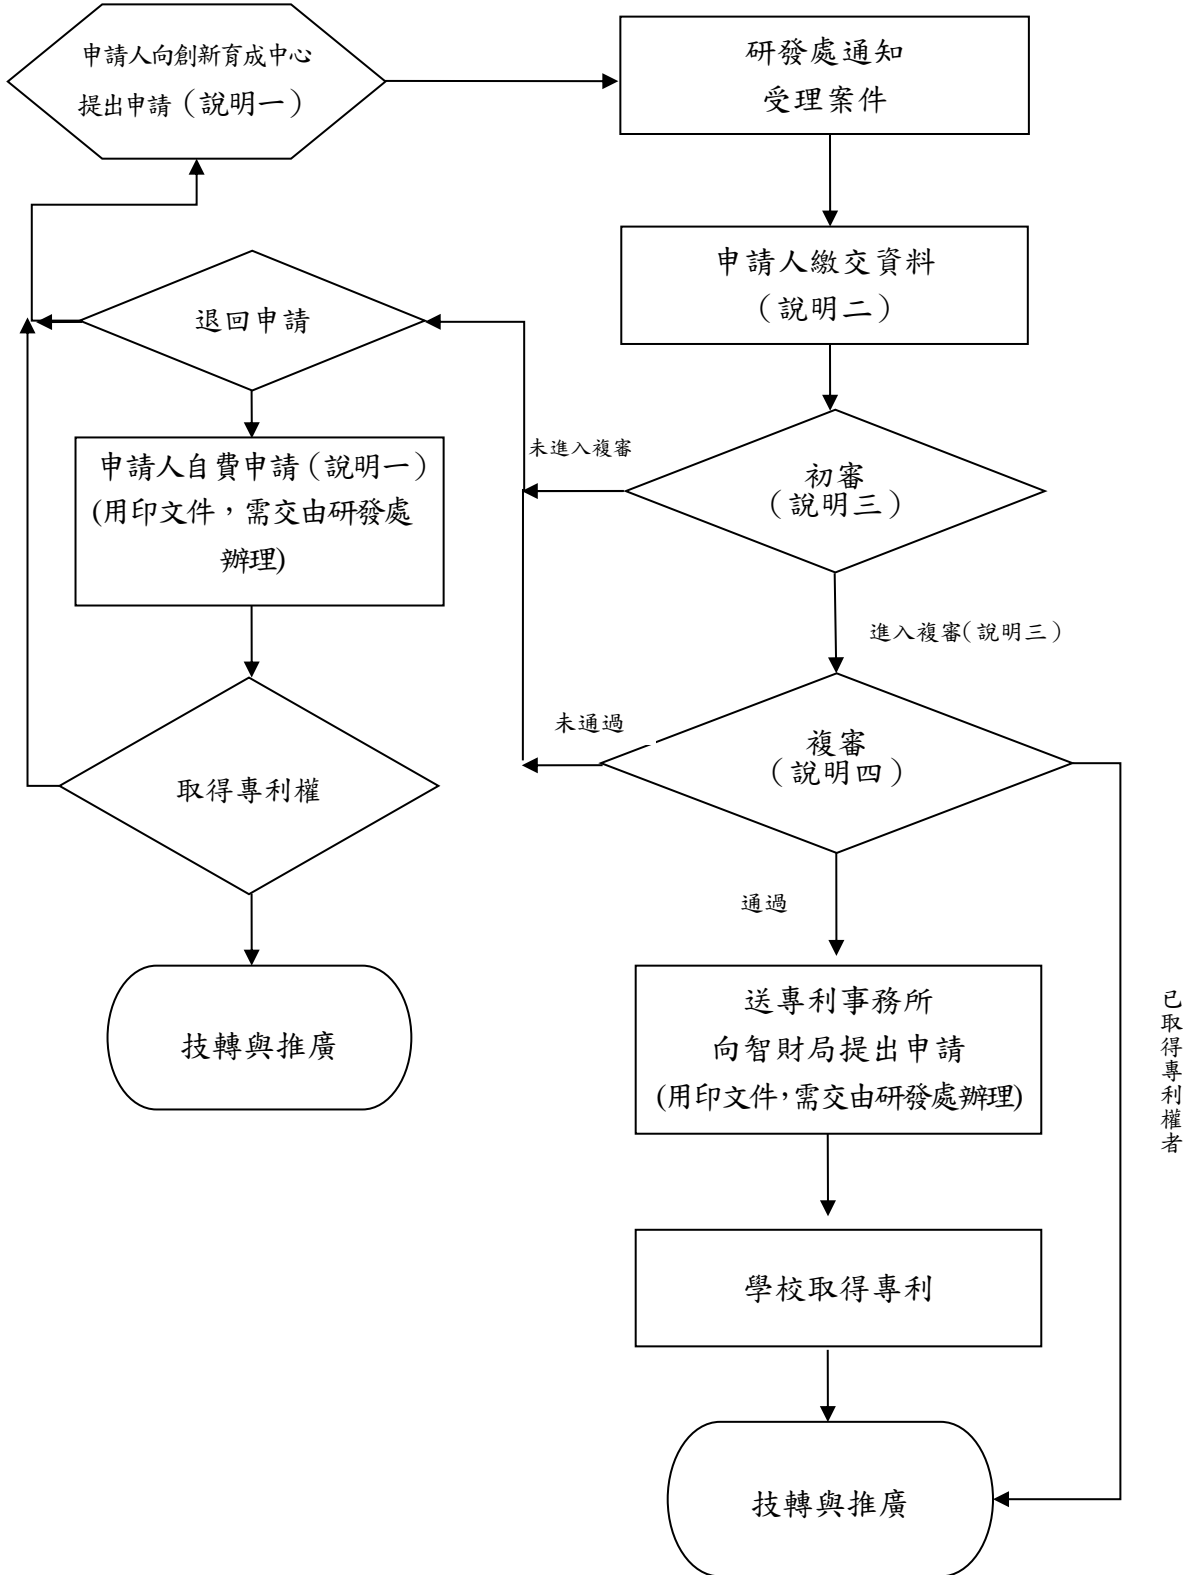 申請人向創新育成中心
提出申請（說明一）
研發處通知
受理案件
申請人繳交資料
（說明二）
退回申請
未進入複審
初審
（說明三）
申請人自費申請（說明一）
(用印文件，需交由研發處
辦理)
進入複審(說明三）
未通過
複審
（說明四）
取得專利權
通過
送專利事務所
向智財局提出申請
(用印文件，需交由研發處辦理)
已取得專利權者
技轉與推廣
學校取得專利
技轉與推廣